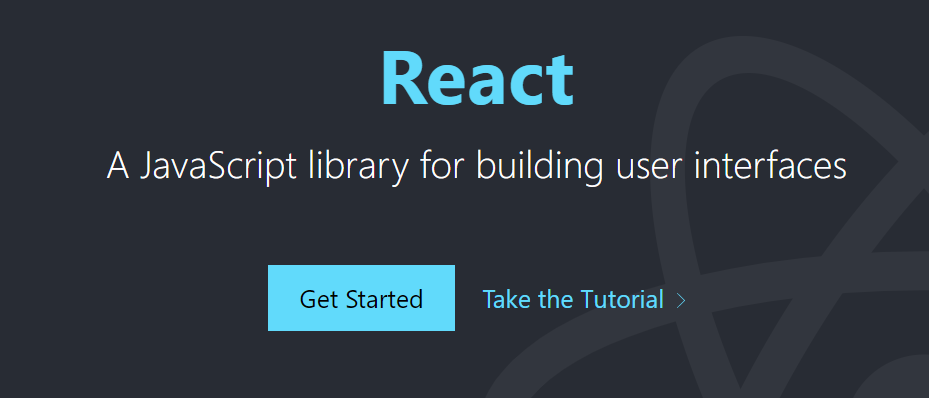 React
A JavaScript library for building user interfaces
Get Started
Take the Tutorial